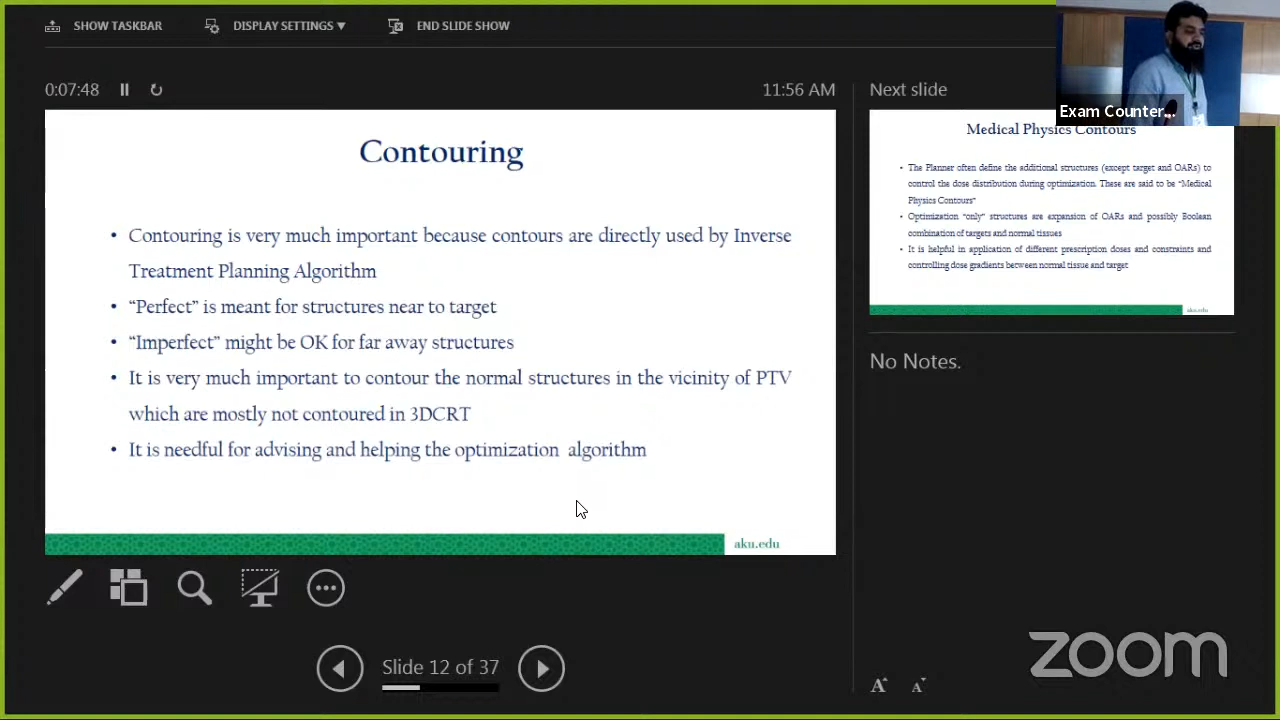 SHOW TASKBAR
DISPLAY SETTINGS ▼
END SLIDE SHOW
0:07:48
11:56 AM
Contouring
• Contouring is very much important because contours are directly used by Inverse
Treatment Planning Algorithm
• “Perfect” is meant for structures near to target
• “Imperfect” might be OK for far away structures
• It is very much important to contour the normal structures in the vicinity of PTV
which are mostly not contoured in 3DCRT
• It is needful for advising and helping the optimization algorithm
aku.edu
Slide 12 of 37
Next slide
Exam Counter...
Medical Physics Contours
• The Planner often define the additional structures (except target and OARs) to
control the dose distribution during optimization. These are said to be “Medical
Physics Contours”
• Optimization “only” structures are expansion of OARs and possibly Boolean
combination of targets and normal tissues
• It is helpful in application of different prescription doses and constraints and
controlling dose gradients between normal tissue and target
aku.edu
No Notes.
zoom
A A